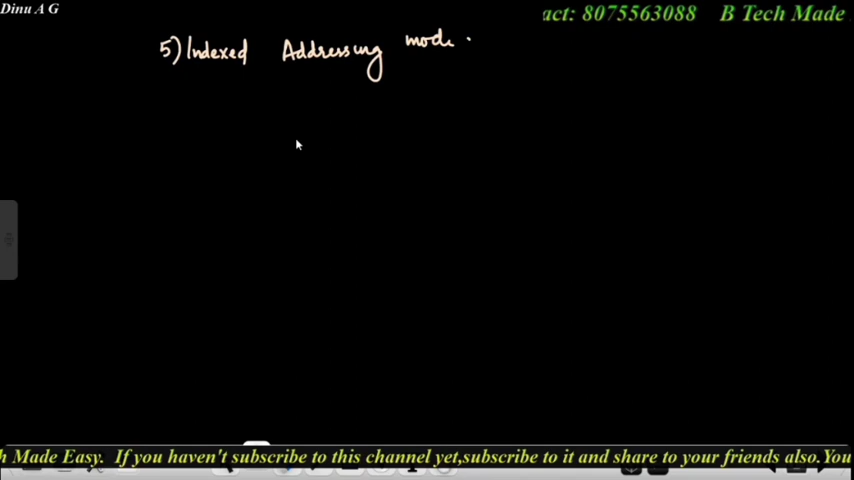 Dinu A G
act: 8075563088 B Tech Made
5) Indexed Addressing mode.
h Made Easy. If you haven't subscribe to this channel yet,subscribe to it and share to your friends also.You